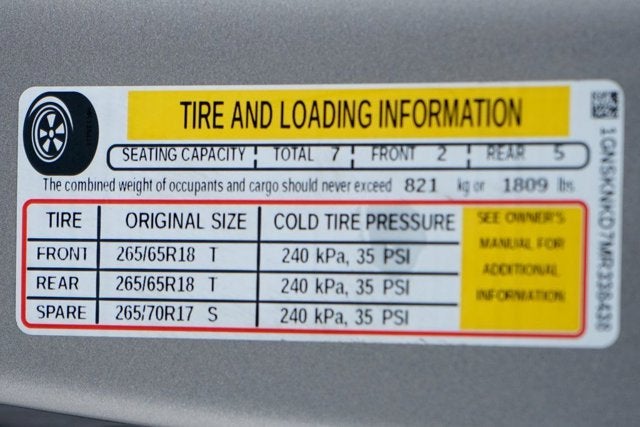 TIRE AND LOADING INFORMATION
SEATING CAPACITY TOTAL 7 FRONT 2 REAR 5
The combined weight of occupants and cargo should never exceed 821 kg or 1809 lbs
TIRE ORIGINAL SIZE COLD TIRE PRESSURE
FRONT 265/65R18 T 240 kPa, 35 PSI
REAR 265/65R18 T 240 kPa, 35 PSI
SPARE 265/70R17 S 240 kPa, 35 PSI
SEE OWNER'S
MANUAL FOR
ADDITIONAL
INFORMATION
1GNSKNKD7MR338438